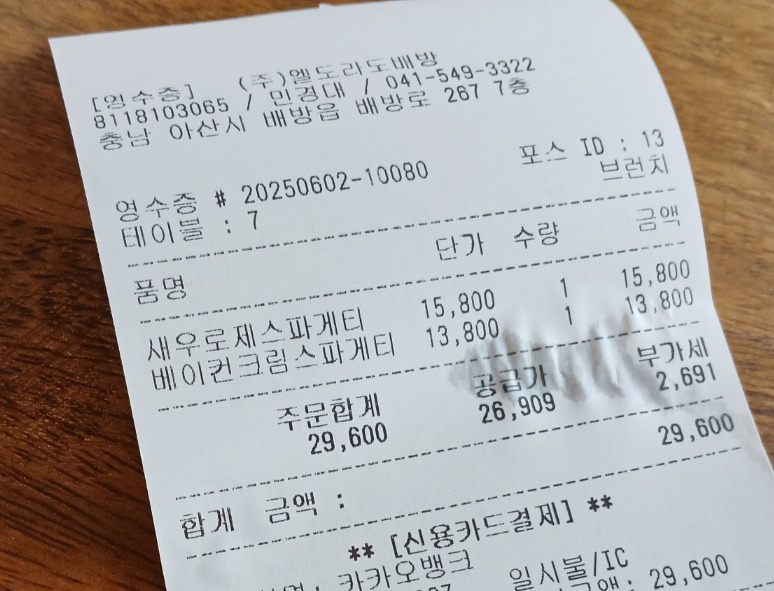 [영수증] (주)엘도라도배방
8118103065 / 민경대 / 041-549-3322
충남 아산시 배방읍 배방로 267 7층
포스 ID : 13
영수증 # 20250602-10080 브런치
테이블 : 7
품명 단가 수량 금액
새우로제스파게티 15,800 1 15,800
베이컨크림스파게티 13,800 1 13,800
주문합계 공급가 부가세
29,600 26,909 2,691
합계 금액 : 29,600
** [신용카드결제] **
카카오뱅크 일시불/IC
29,600